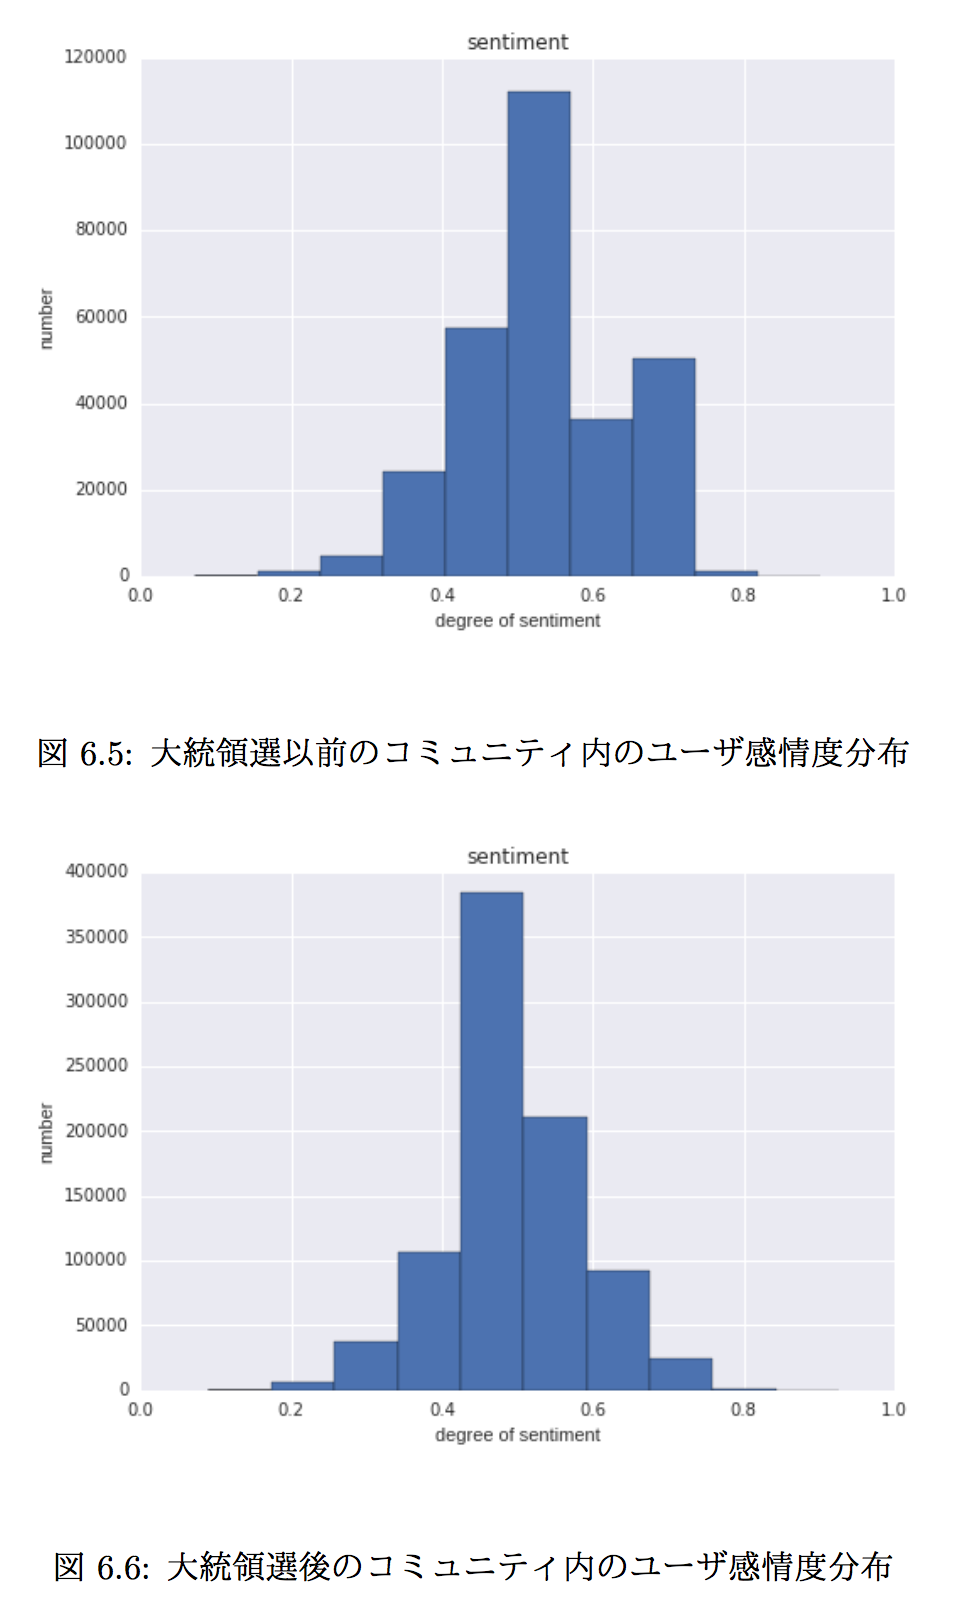 sentiment
120000
100000
80000
60000
40000
20000
0
number
0.0 0.2 0.4 0.6 0.8 1.0
degree of sentiment
図 6.5: 大統領選以前のコミュニティ内のユーザ感情度分布
sentiment
400000
350000
300000
250000
200000
150000
100000
50000
0
number
0.0 0.2 0.4 0.6 0.8 1.0
degree of sentiment
図 6.6: 大統領選後のコミュニティ内のユーザ感情度分布